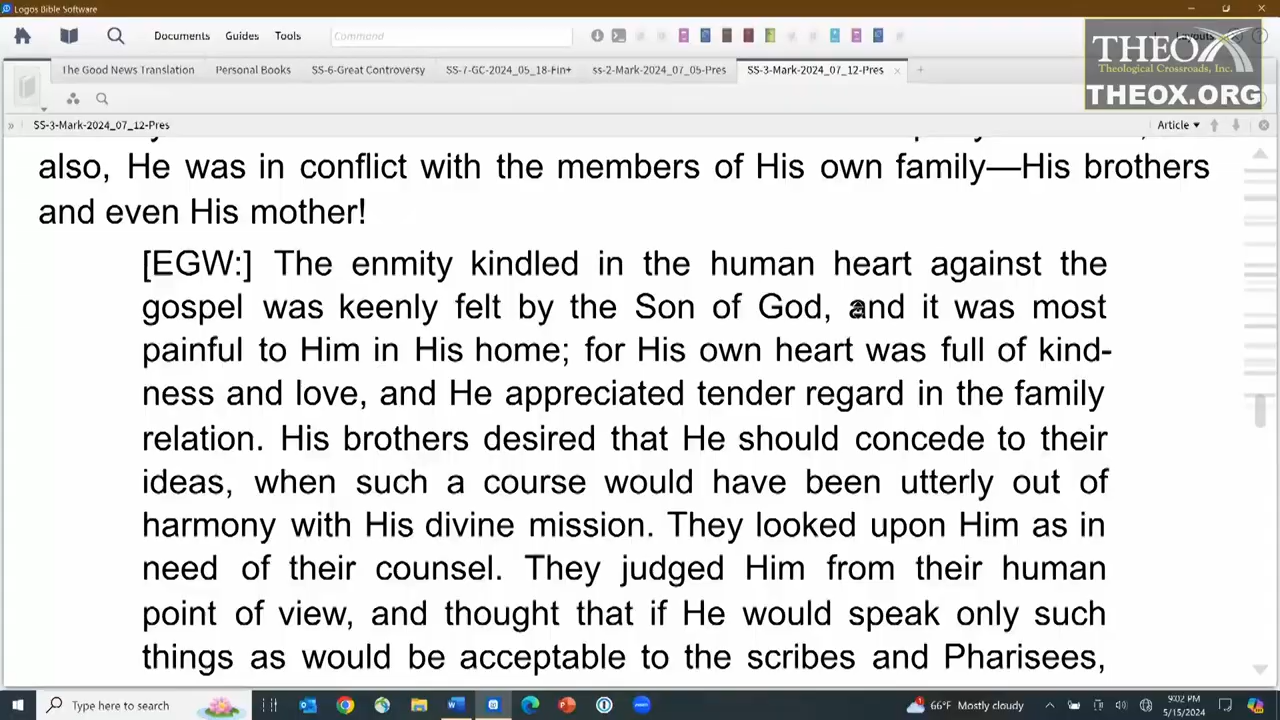 Logos Bible Software
Documents Guides Tools Command Layouts
THEOX
Theological Crossroads, Inc.
THEOX.ORG
The Good News Translation Personal Books SS-6-Great Controversy 05_18-Fin+ ss-2-Mark-2024_07_05-Pres SS-3-Mark-2024_07_12-Pres
SS-3-Mark-2024_07_12-Pres Article
also, He was in conflict with the members of His own family—His brothers
and even His mother!
[EGW:] The enmity kindled in the human heart against the
gospel was keenly felt by the Son of God, and it was most
painful to Him in His home; for His own heart was full of kind-
ness and love, and He appreciated tender regard in the family
relation. His brothers desired that He should concede to their
ideas, when such a course would have been utterly out of
harmony with His divine mission. They looked upon Him as in
need of their counsel. They judged Him from their human
point of view, and thought that if He would speak only such
things as would be acceptable to the scribes and Pharisees,
Type here to search
66°F Mostly cloudy
9:02 PM
5/15/2024